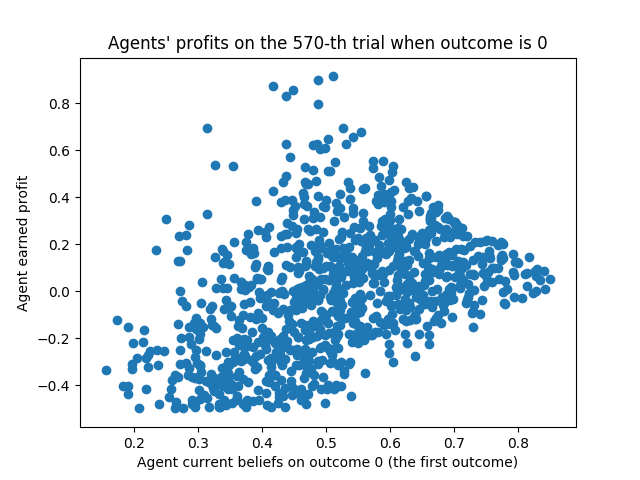 Agents' profits on the 570-th trial when outcome is 0
Agent earned profit
0.8
0.6
0.4
0.2
0.0
−0.2
−0.4
0.2 0.3 0.4 0.5 0.6 0.7 0.8
Agent current beliefs on outcome 0 (the first outcome)